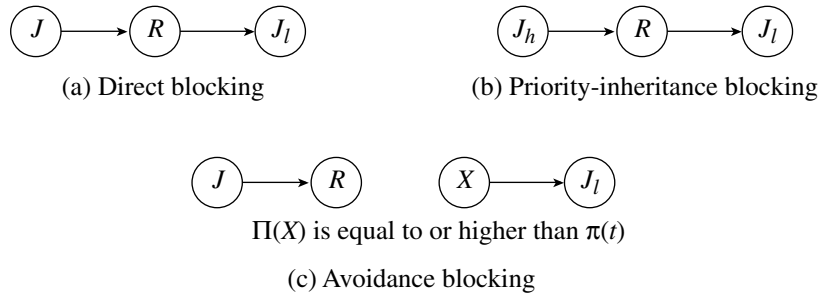 J R J_l J_h R J_l
(a) Direct blocking (b) Priority-inheritance blocking
J R X J_l
Π(X) is equal to or higher than π(t)
(c) Avoidance blocking